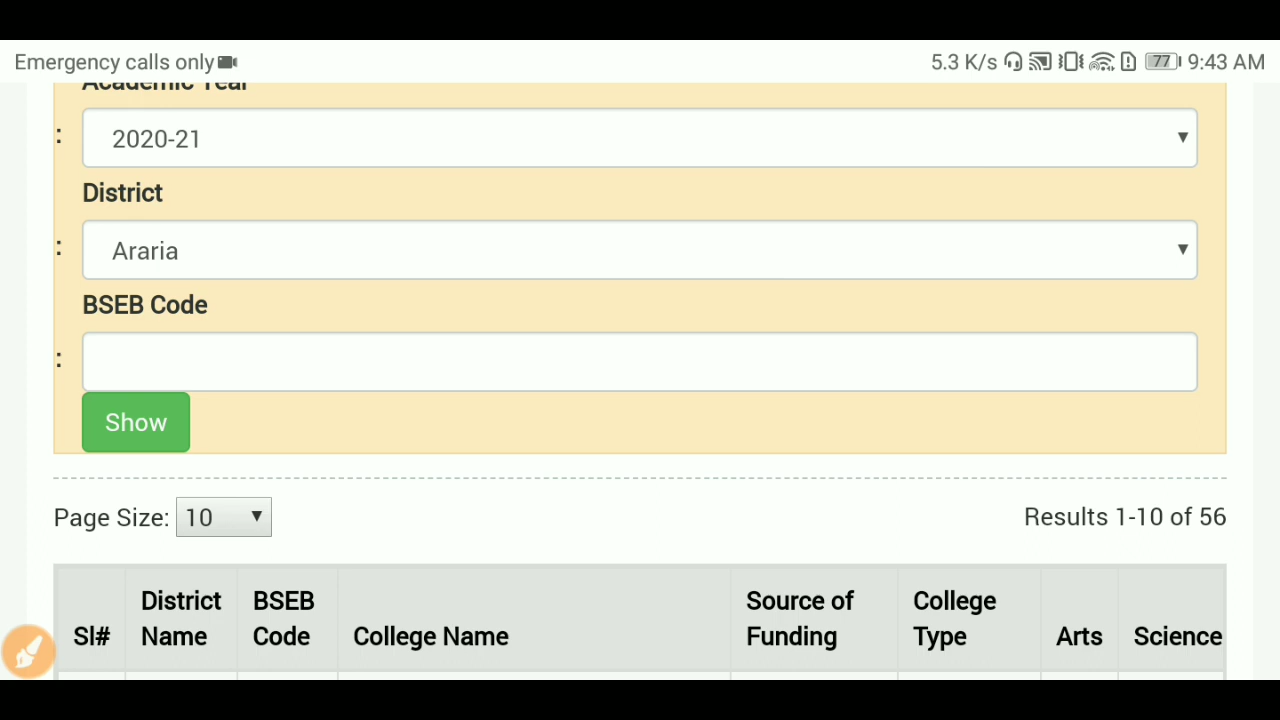 Emergency calls only
5.3 K/s 77 9:43 AM
Academic Year
: 2020-21
District
: Araria
BSEB Code
:
Show
Page Size: 10
Results 1-10 of 56
Sl# District Name BSEB Code College Name Source of Funding College Type Arts Science